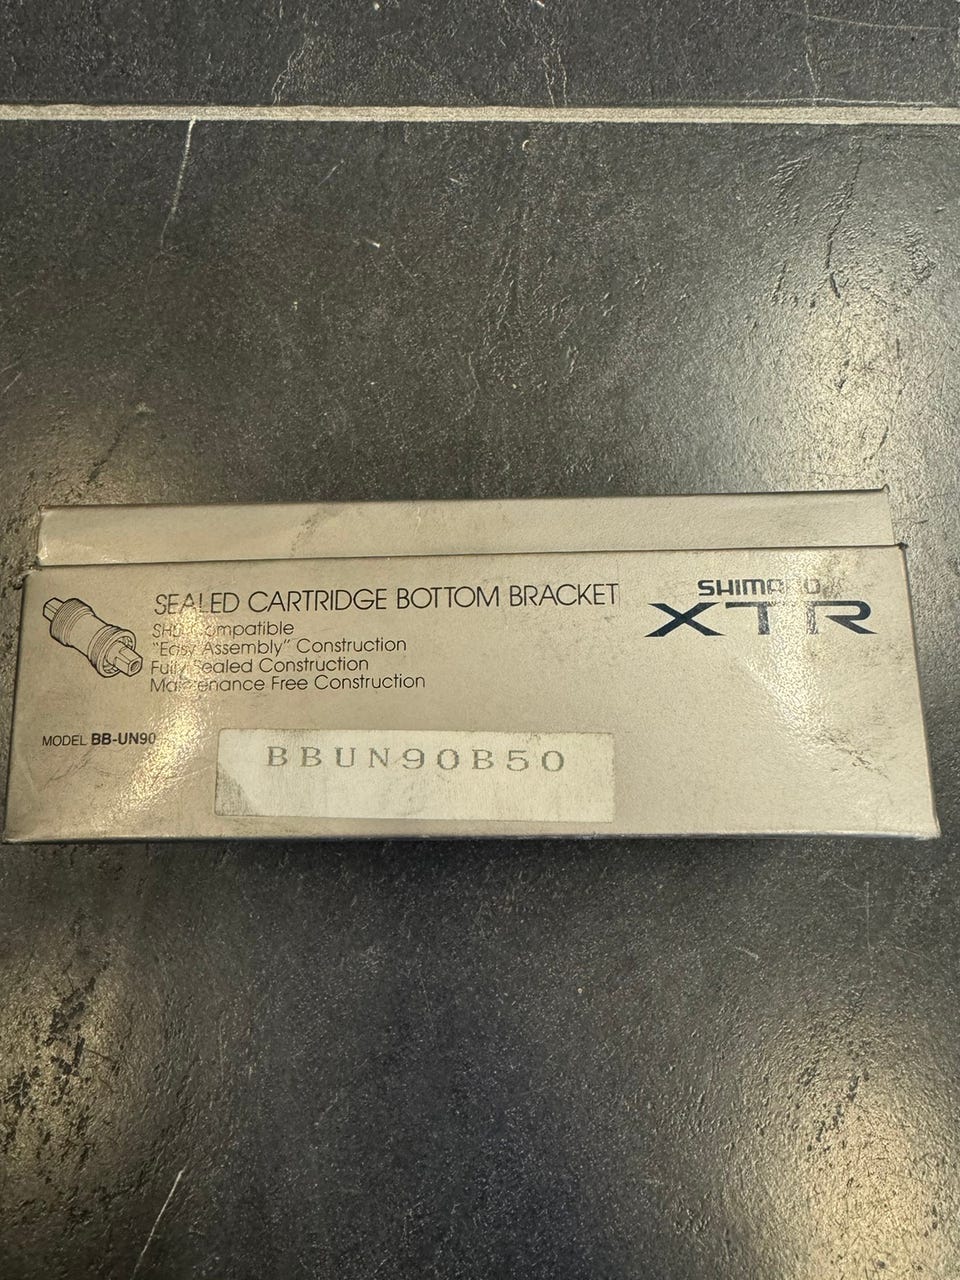 SEALED CARTRIDGE BOTTOM BRACKET
SHIMANO
XTR
Compatible
"Easy Assembly" Construction
Fully Sealed Construction
Maintenance Free Construction
MODEL BB-UN90
BBUN90B50